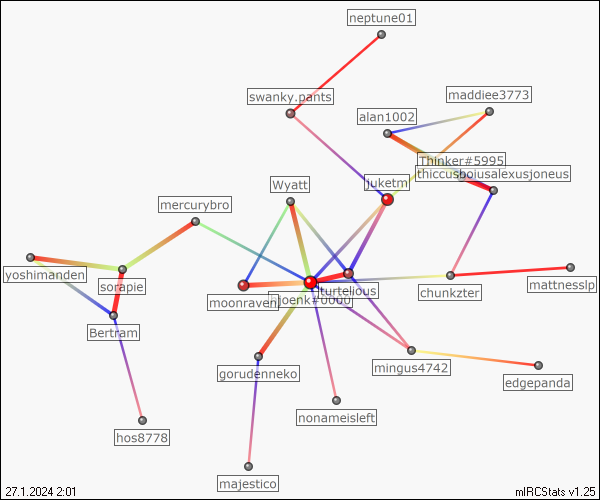 neptune01
swanky.pants
maddiee3773
alan1002
Thinker#5995
thiccusboiusalexusjoneus
juketm
Wyatt
mercurybro
yoshimanden
sorapie
moonraven
joenk#0000
turtelious
chunkzter
mattnesslp
Bertram
gorudenneko
mingus4742
edgepanda
nonameisleft
hos8778
majestico
27.1.2024 2:01
mIRCStats v1.25